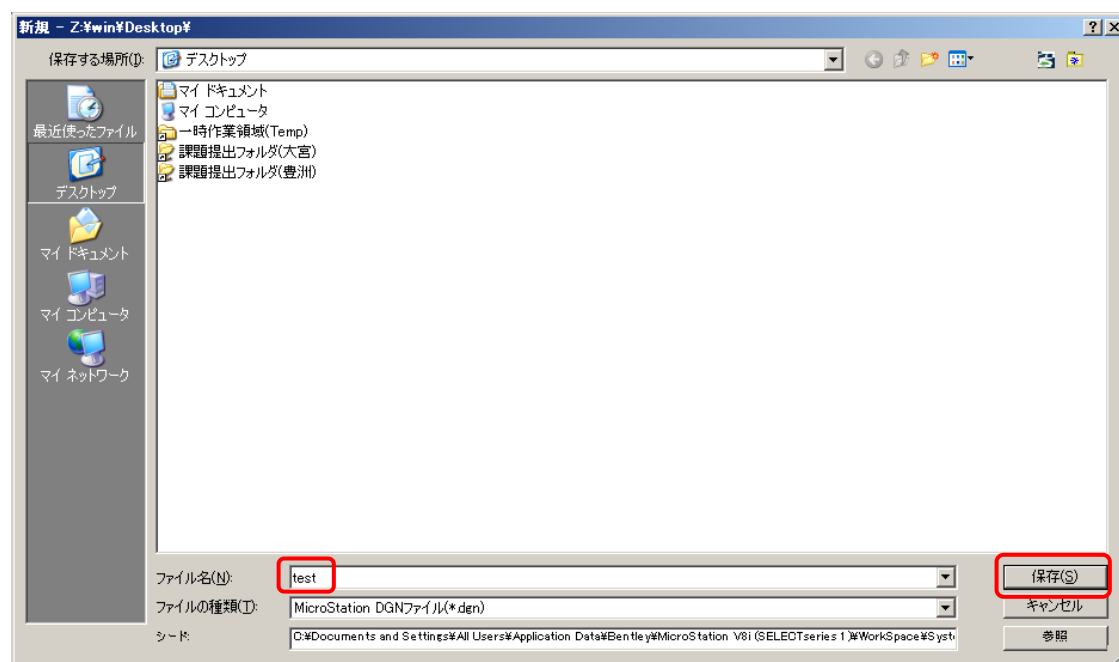 新規 - Z:¥win¥Desktop¥
保存する場所(I): デスクトップ
最近使ったファイル
デスクトップ
マイ ドキュメント
マイ コンピュータ
マイ ネットワーク
マイ ドキュメント
マイ コンピュータ
一時作業領域(Temp)
課題提出フォルダ(大宮)
課題提出フォルダ(豊洲)
ファイル名(N): test 保存(S)
ファイルの種類(T): MicroStation DGNファイル(*.dgn) キャンセル
シード: C:¥Documents and Settings¥All Users¥Application Data¥Bentley¥MicroStation V8i (SELECTseries 1)¥WorkSpace¥Syst 参照